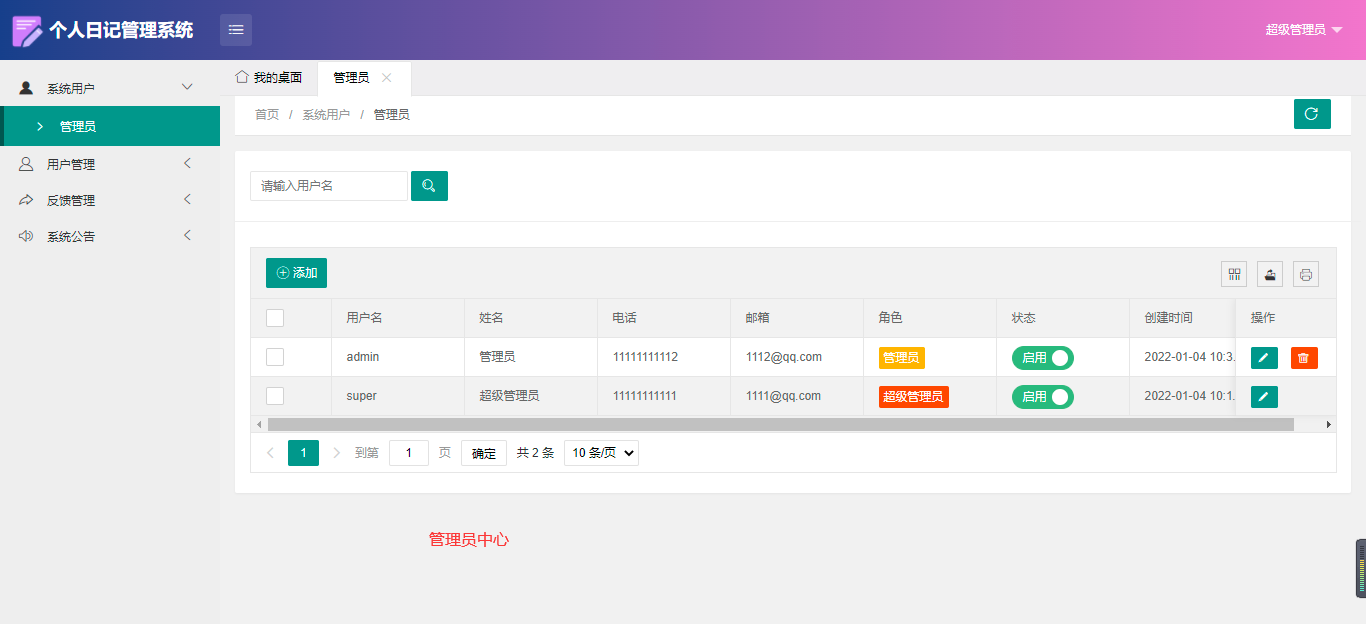 个人日记管理系统
超级管理员
系统用户
管理员
用户管理
反馈管理
系统公告
我的桌面 管理员
首页 / 系统用户 / 管理员
请输入用户名
添加
用户名 姓名 电话 邮箱 角色 状态 创建时间 操作
admin 管理员 11111111112 1112@qq.com 管理员 启用 2022-01-04 10:3.
super 超级管理员 11111111111 1111@qq.com 超级管理员 启用 2022-01-04 10:1.
1 到第 1 页 确定 共 2 条 10 条/页
管理员中心